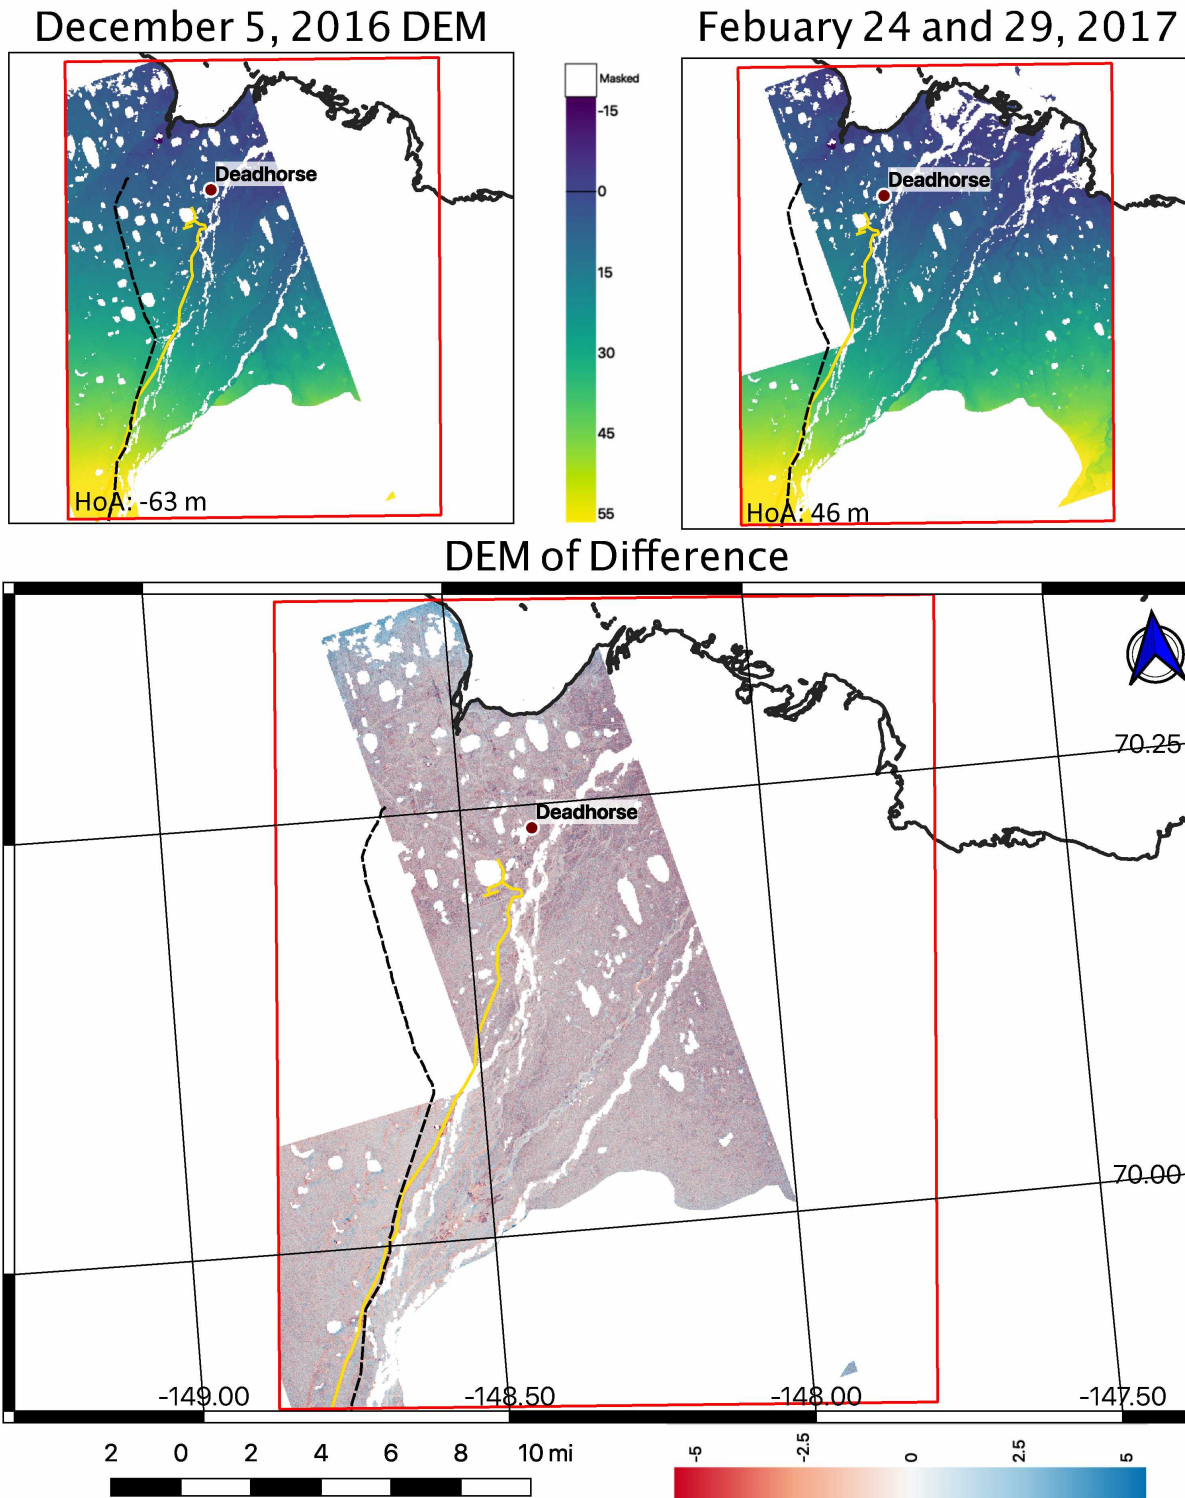 December 5, 2016 DEM
Febuary 24 and 29, 2017
Masked
-15
0
15
30
45
55
Deadhorse
HoA: -63 m
Deadhorse
HoA: 46 m
DEM of Difference
70.25
Deadhorse
70.00
-149.00
-148.50
-148.00
-147.50
2 0 2 4 6 8 10 mi
-5 -2.5 0 2.5 5